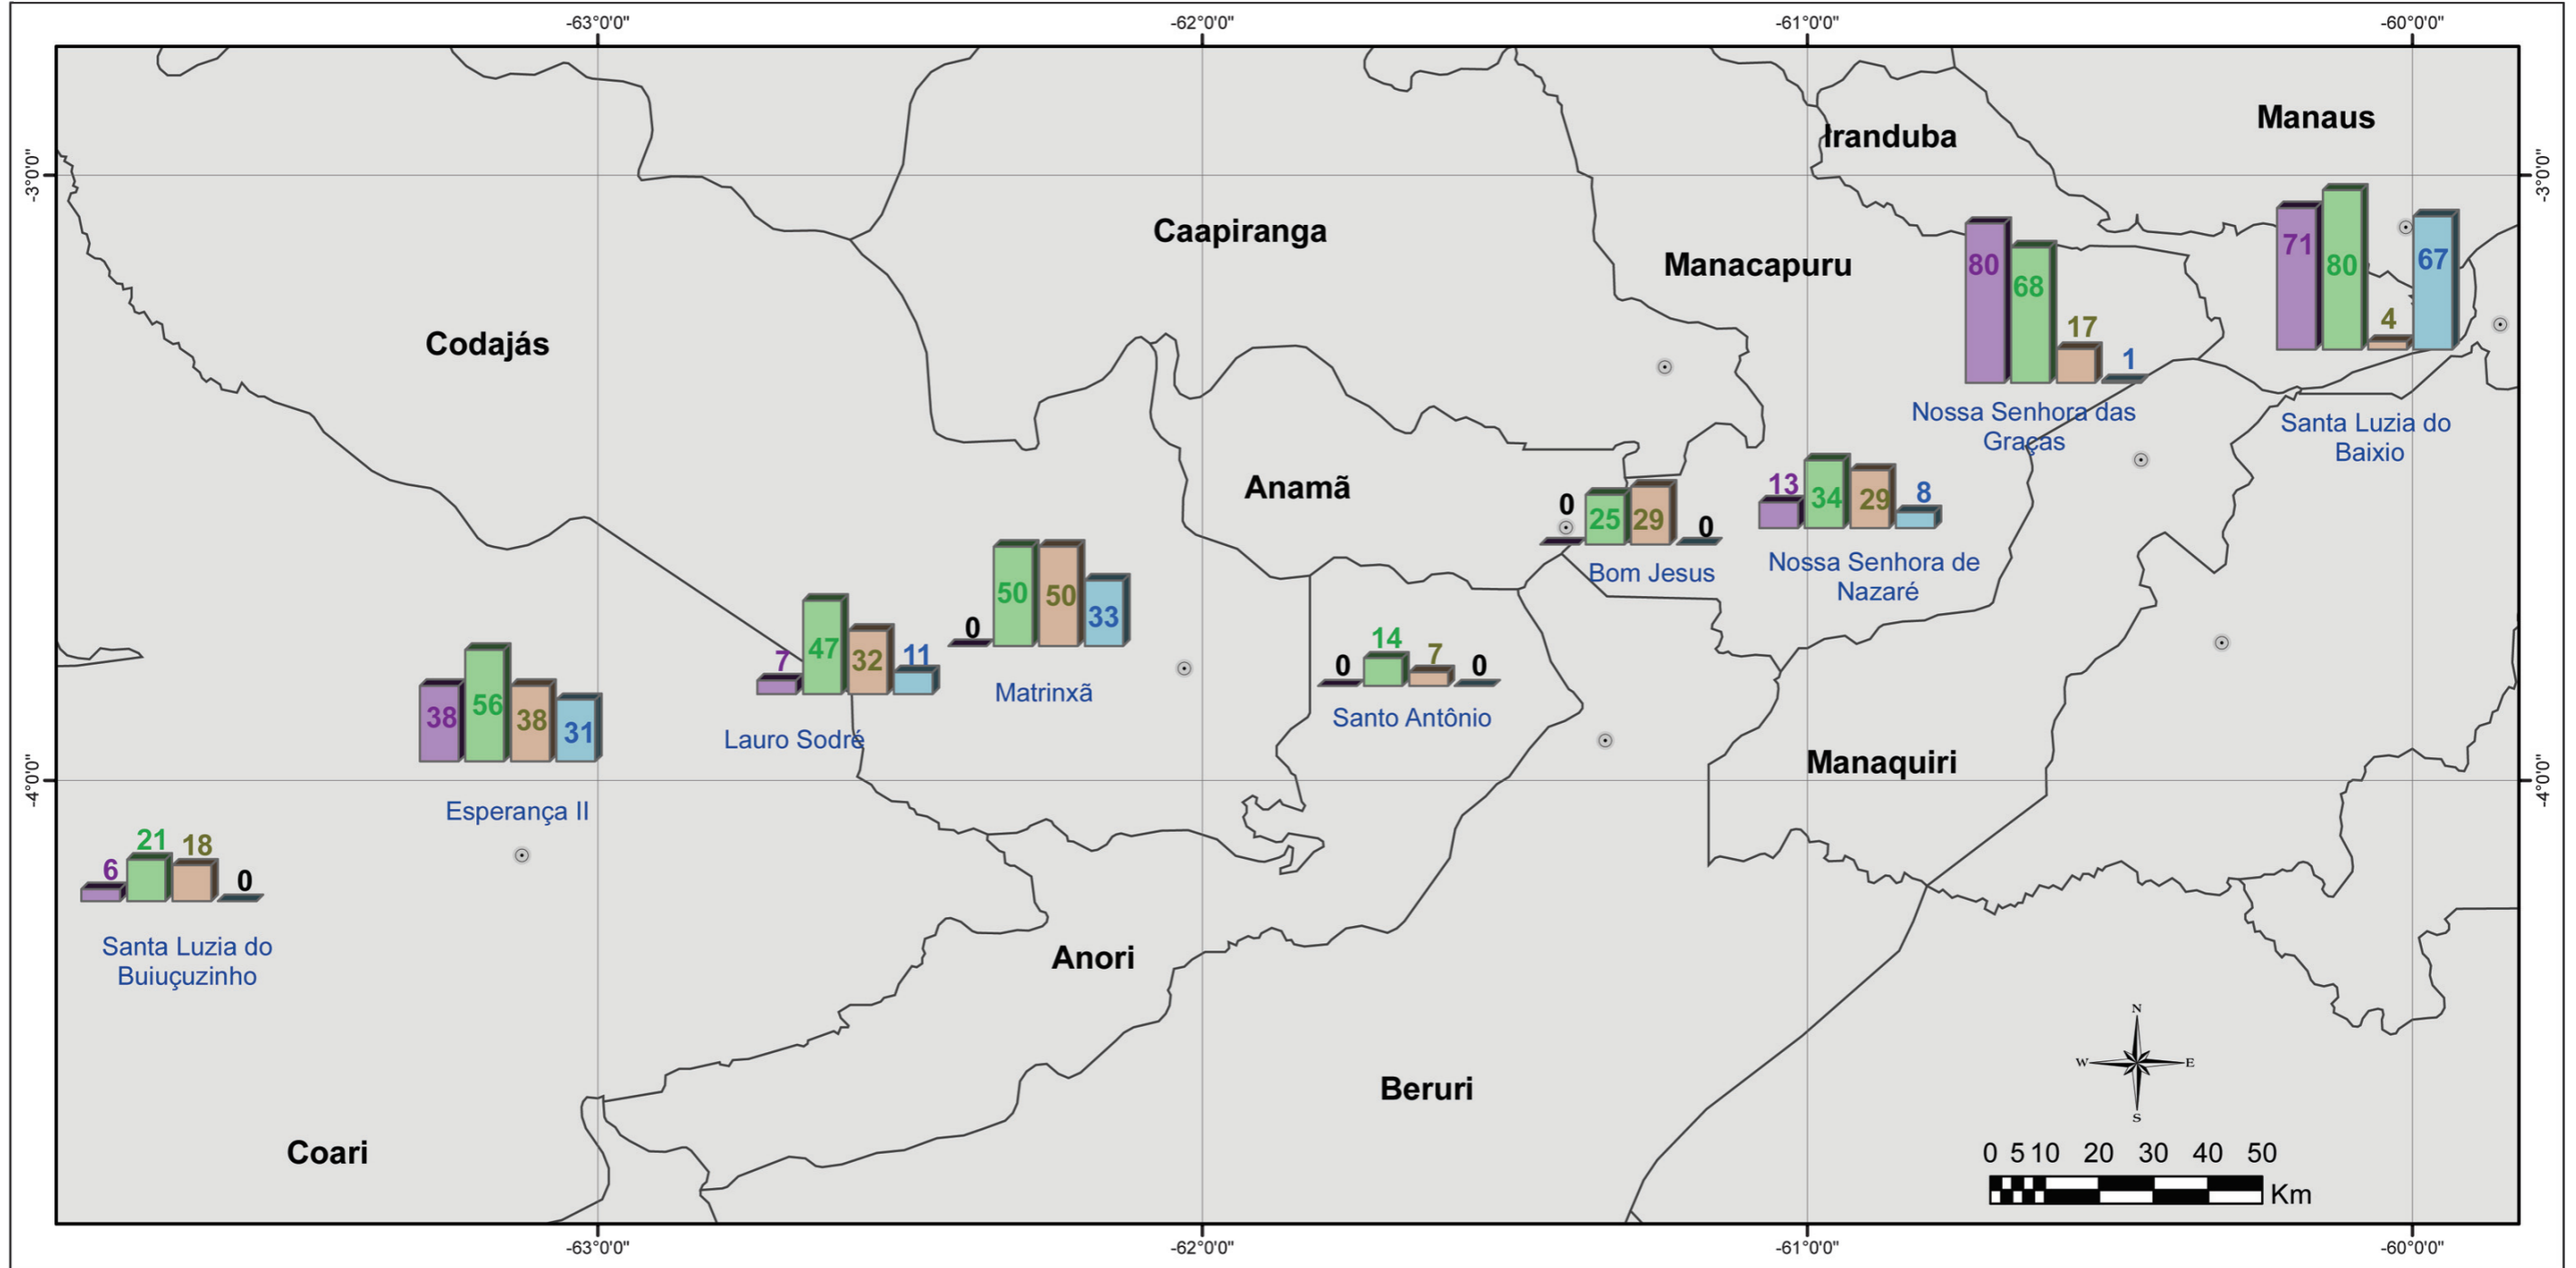 -63°0'0" -62°0'0" -61°0'0" -60°0'0"
Manaus
Iranduba
-3°0'0" -3°0'0"
Caapiranga
Manacapuru
71 80 4 67
80 68 17 1
Codajás
Nossa Senhora das
Graças
Santa Luzia do
Baixio
Anamã
13 34 29 8
0 25 29 0
Nossa Senhora de
Nazaré
Bom Jesus
0 50 50 33
Matrinxã
7 47 32 11
Lauro Sodré
0 14 7 0
Santo Antônio
38 56 38 31
Esperança II
Manaquiri
-4°0'0" -4°0'0"
6 21 18 0
Santa Luzia do
Buiuçuzinho
Anori
Beruri
Coari
N
W E
S
0 5 10 20 30 40 50
Km
-63°0'0" -62°0'0" -61°0'0" -60°0'0"